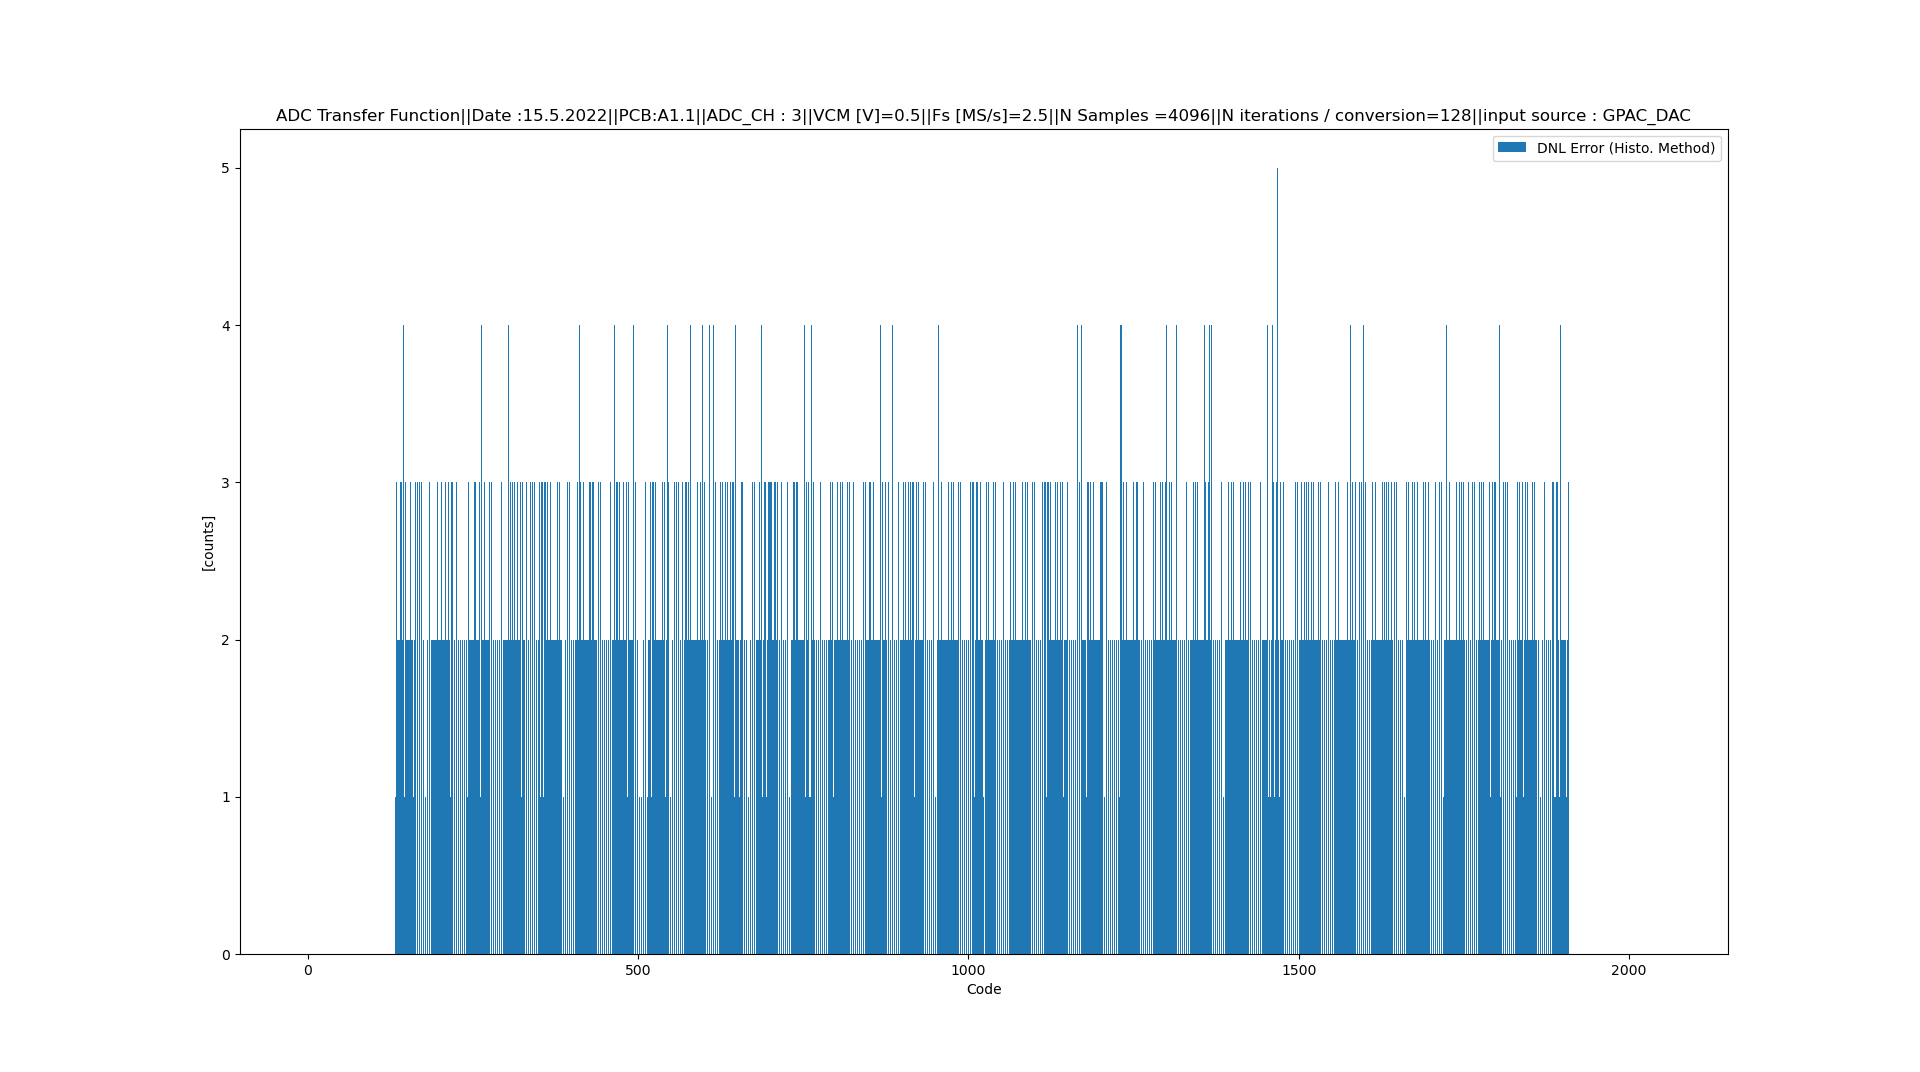 ADC Transfer Function||Date :15.5.2022||PCB:A1.1||ADC_CH : 3||VCM [V]=0.5||Fs [MS/s]=2.5||N Samples =4096||N iterations / conversion=128||input source : GPAC_DAC
DNL Error (Histo. Method)
5
4
3
2
1
0
[counts]
0 500 1000 1500 2000
Code